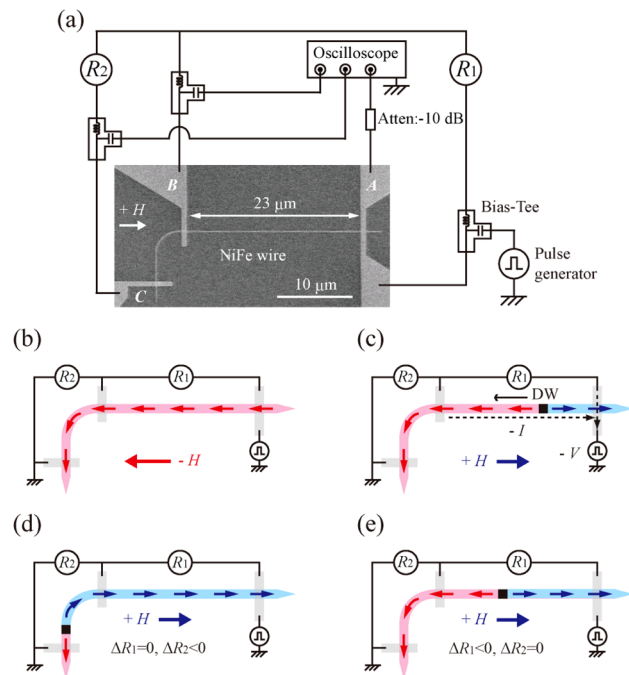 (a)
R2
Oscilloscope
R1
Atten:-10 dB
B
A
+ H
23 μm
Bias-Tee
NiFe wire
Pulse
generator
C
10 μm
(b)
(c)
R2
R1
R2
R1
DW
- I
- H
+ H
- V
(d)
(e)
R2
R1
R2
R1
+ H
+ H
ΔR1=0, ΔR2<0
ΔR1<0, ΔR2=0